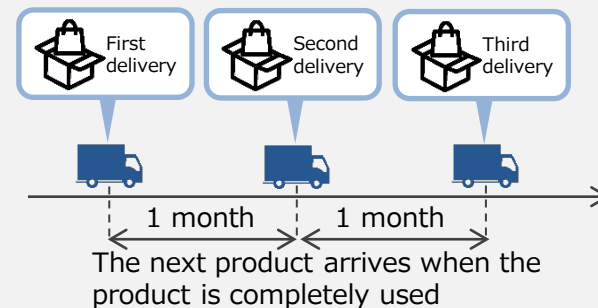 First
delivery
Second
delivery
Third
delivery
1 month
1 month
The next product arrives when the
product is completely used